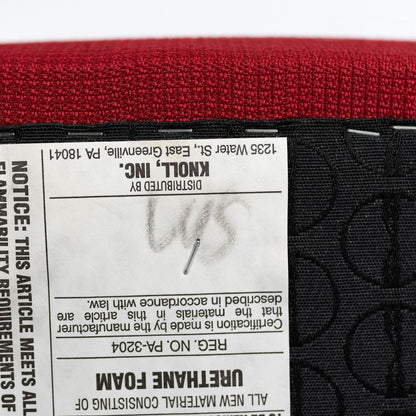 ALL NEW MATERIAL CONSISTING OF
URETHANE FOAM
REG. NO. PA-3204
Certification is made by the manufacturer
that the materials in this article are
described in accordance with law.
DISTRIBUTED BY
KNOLL, INC.
1235 Water St, East Greenville, PA 18041
NOTICE: THIS ARTICLE MEETS ALL
FLAMMABILITY REQUIREMENTS OF